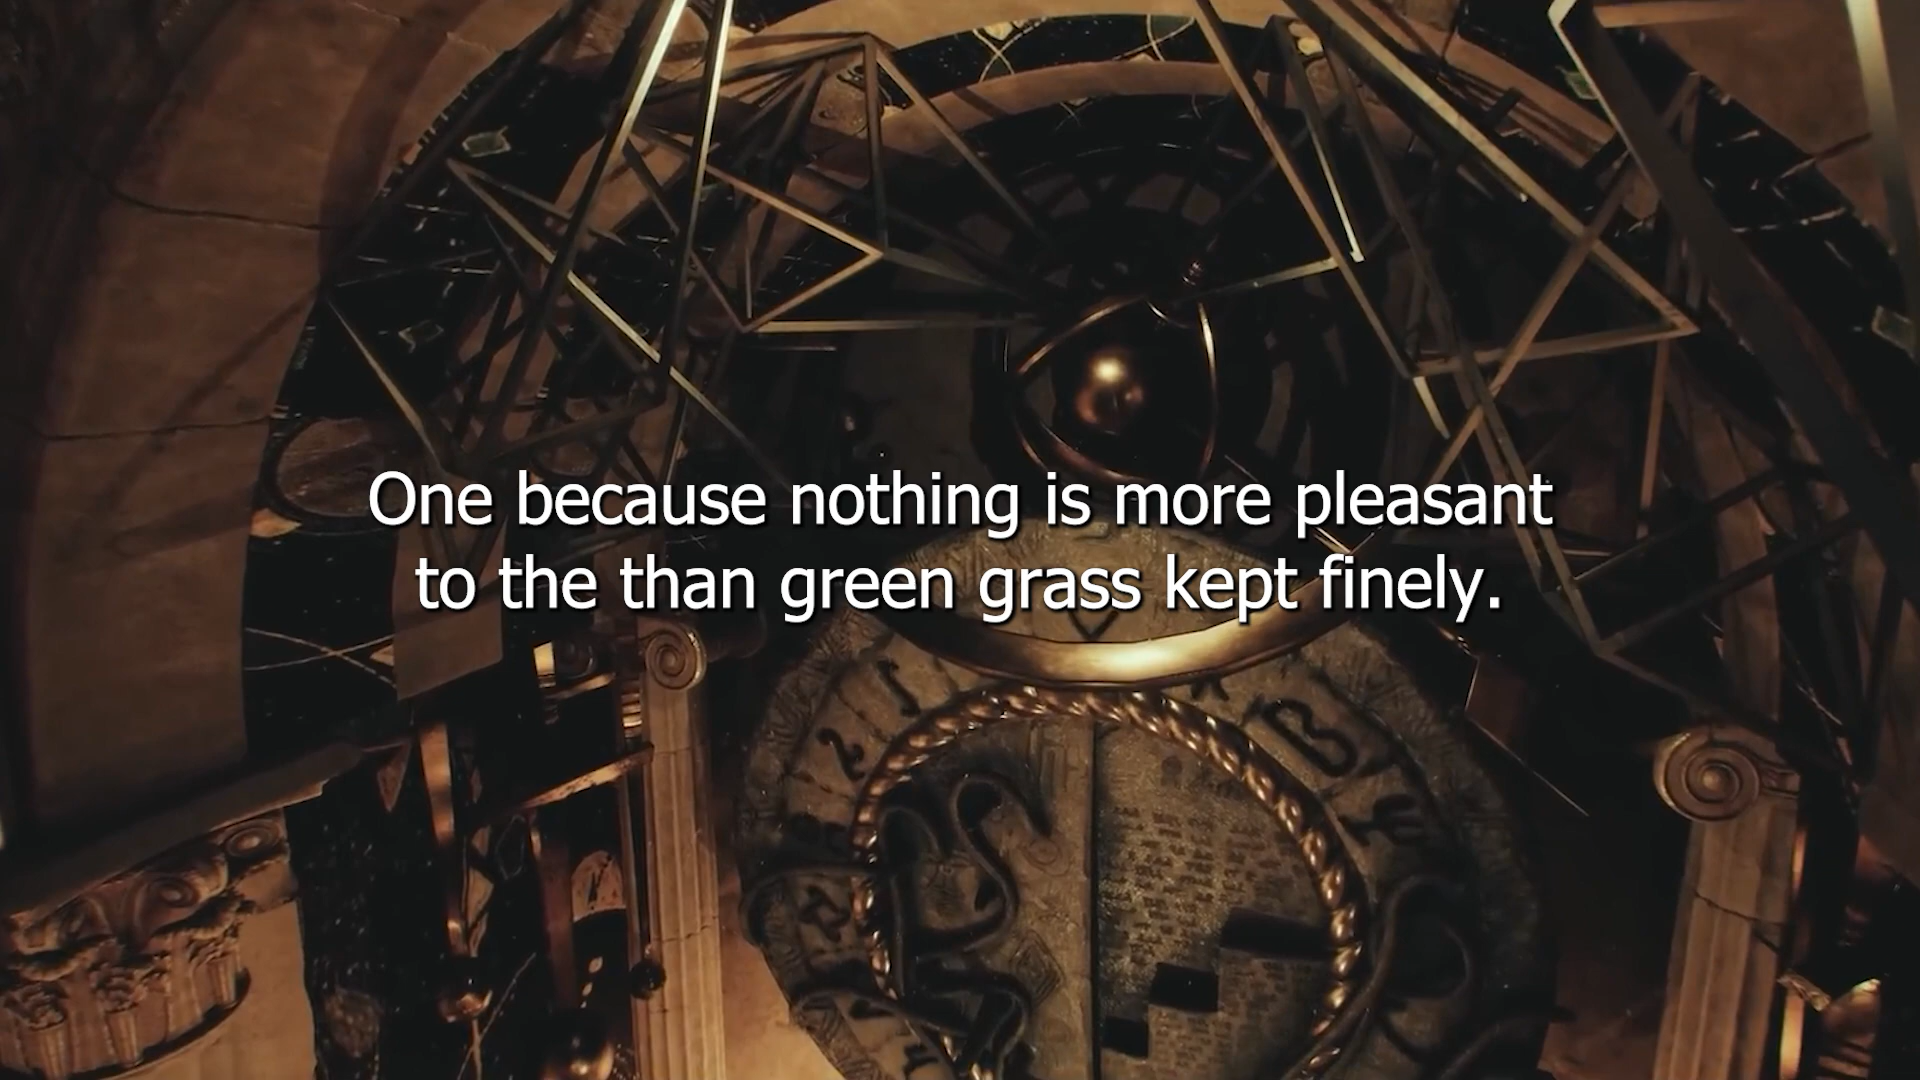 One because nothing is more pleasant
to the than green grass kept finely.